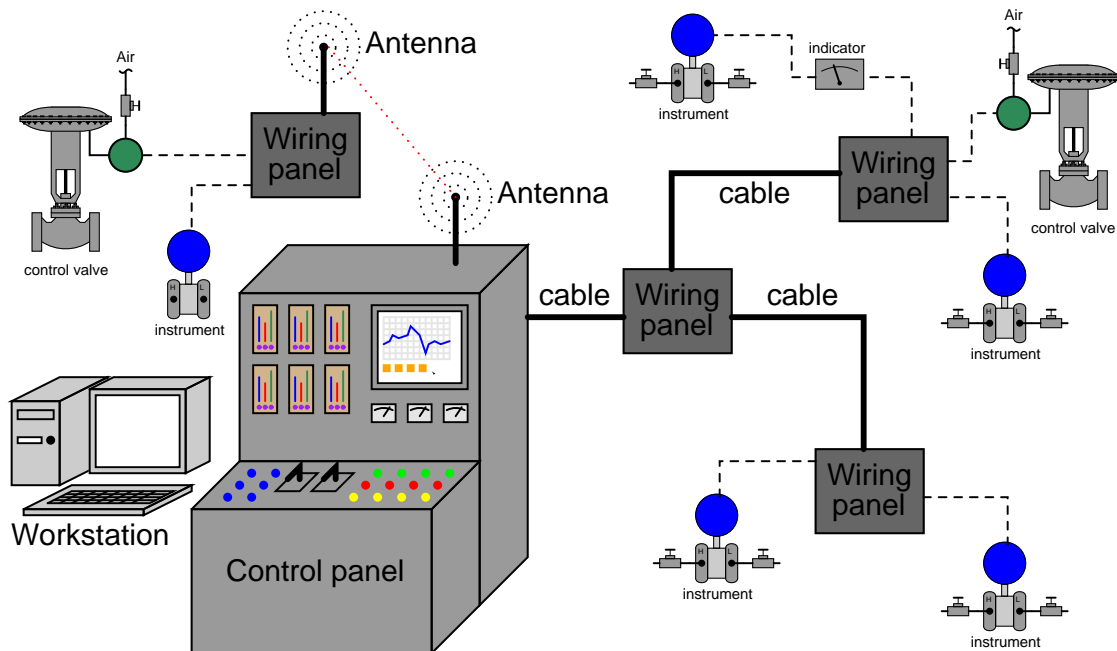 Air
Antenna
Wiring
panel
control valve
H
L
instrument
Antenna
H
L
instrument
indicator
Air
Wiring
panel
control valve
cable
H
L
instrument
cable
Wiring
panel
cable
Workstation
Control panel
Wiring
panel
H
L
instrument
H
L
instrument